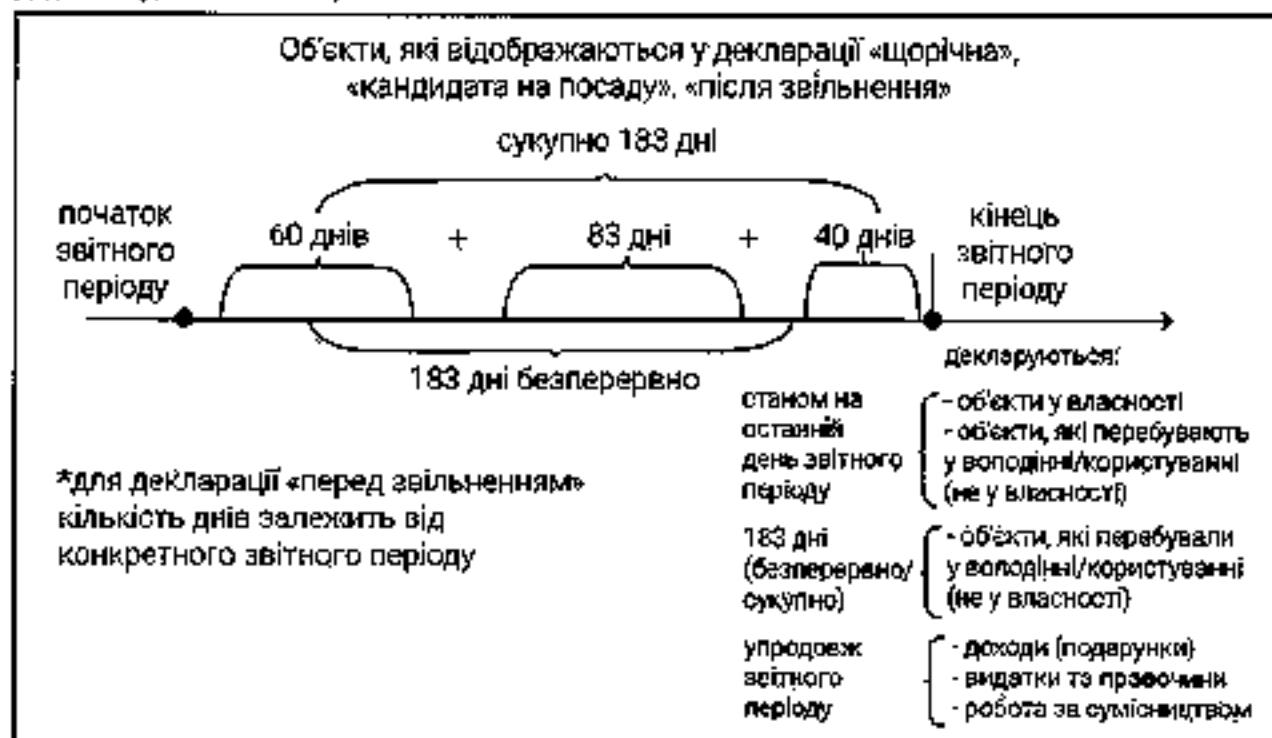 Об'єкти, які відображаються у декларації «щорічна»,
«кандидата на посаду». «після звільнення»
сукупно 183 дні
початок
звітного
періоду
60 днів + 83 дні + 40 днів
кінець
звітного
періоду
183 дні безперервно
декларуються:
станом на
останній
день звітного
періоду
- об'єкти у власності
- об'єкти, які перебувають
у володінні/користуванні
(не у власності)
*для декларації «перед звільненням»
кількість днів залежить від
конкретного звітного періоду
183 дні
(безперервно/
сукупно)
- об'єкти, які перебували
у володінні/користуванні
(не у власності)
упродовж
звітного
періоду
- доходи (подарунки)
- видатки та правочини
- робота за сумісництвом